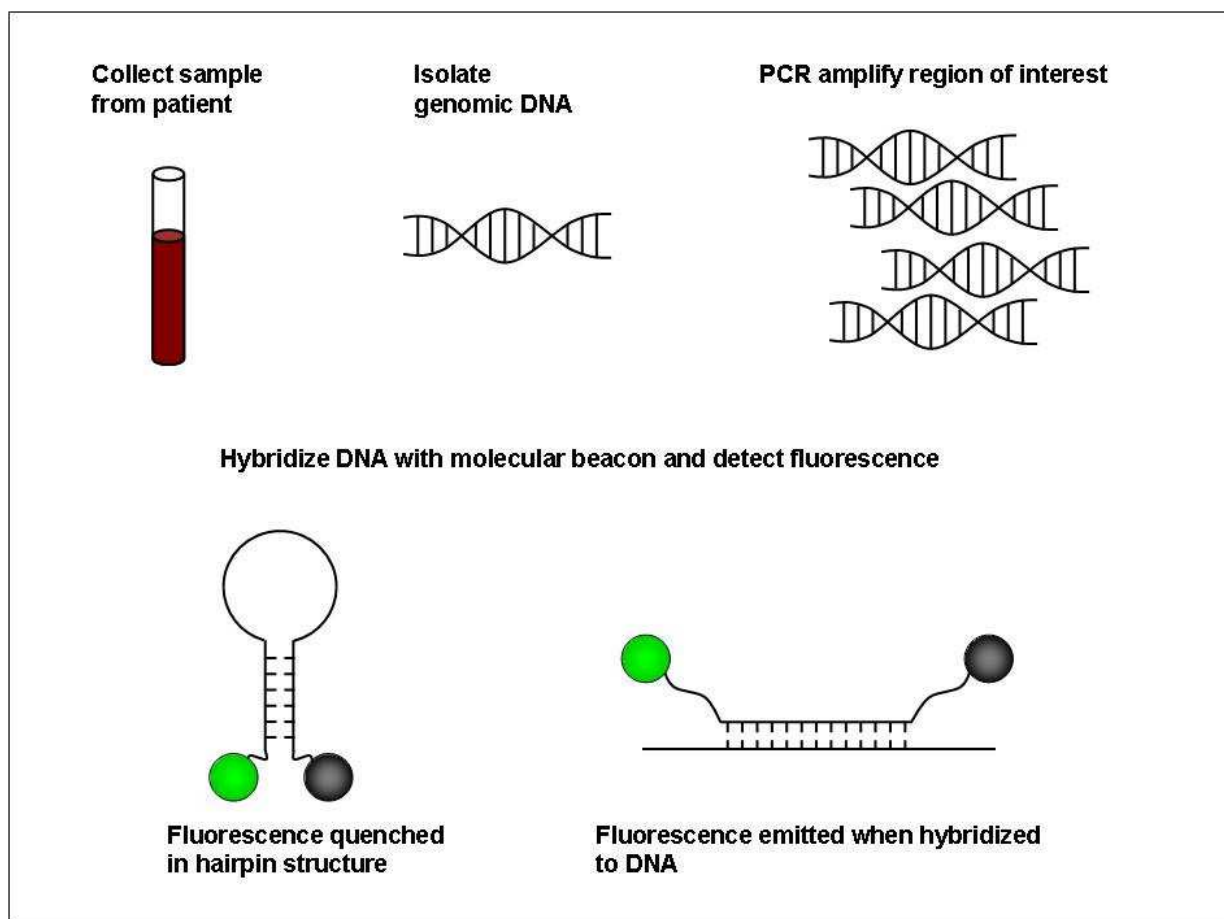 Collect sample
from patient
Isolate
genomic DNA
PCR amplify region of interest
Hybridize DNA with molecular beacon and detect fluorescence
Fluorescence quenched
in hairpin structure
Fluorescence emitted when hybridized
to DNA